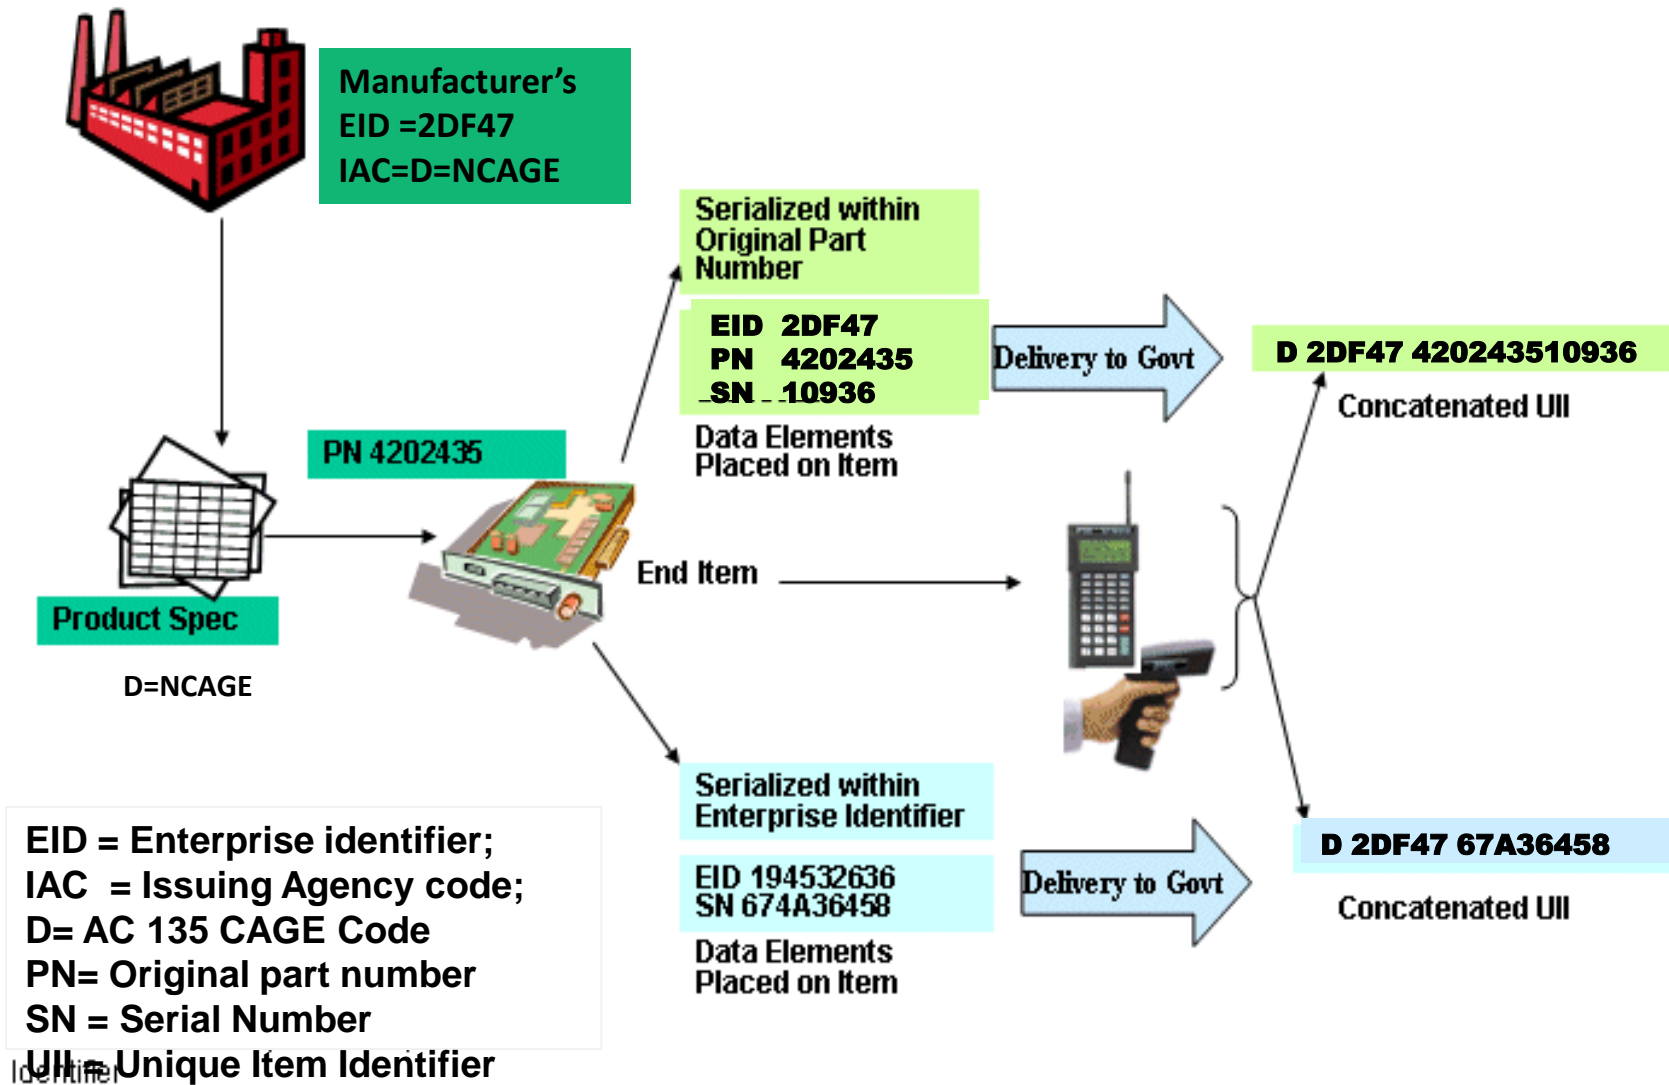 Manufacturer's
EID =2DF47
IAC=D=NCAGE
Serialized within
Original Part
Number
EID 2DF47
PN 4202435
SN 10936
Data Elements
Placed on Item
Delivery to Govt
D 2DF47 420243510936
Concatenated UII
PN 4202435
End Item
Product Spec
D=NCAGE
Serialized within
Enterprise Identifier
EID 194532636
SN 674A36458
Data Elements
Placed on Item
Delivery to Govt
D 2DF47 67A36458
Concatenated UII
EID = Enterprise identifier;
IAC = Issuing Agency code;
D= AC 135 CAGE Code
PN= Original part number
SN = Serial Number
UII = Unique Item Identifier
Identifier